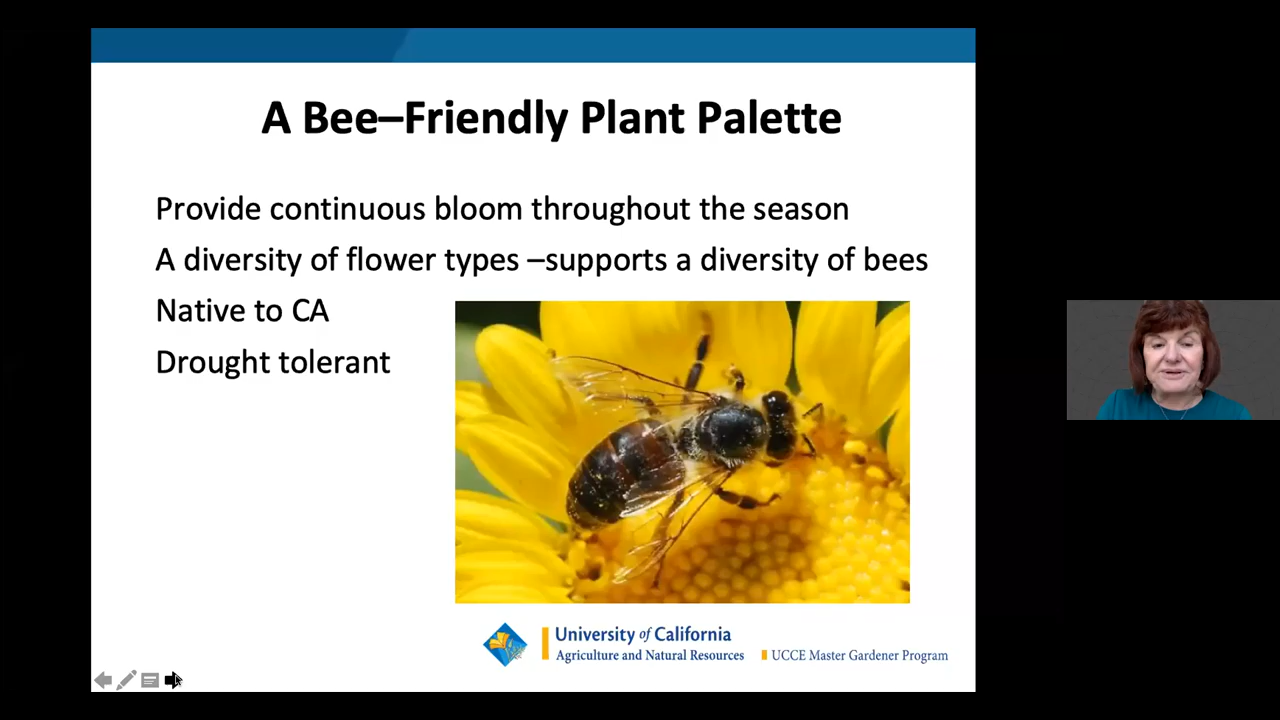 A Bee–Friendly Plant Palette
Provide continuous bloom throughout the season
A diversity of flower types –supports a diversity of bees
Native to CA
Drought tolerant
University of California
Agriculture and Natural Resources
UCCE Master Gardener Program